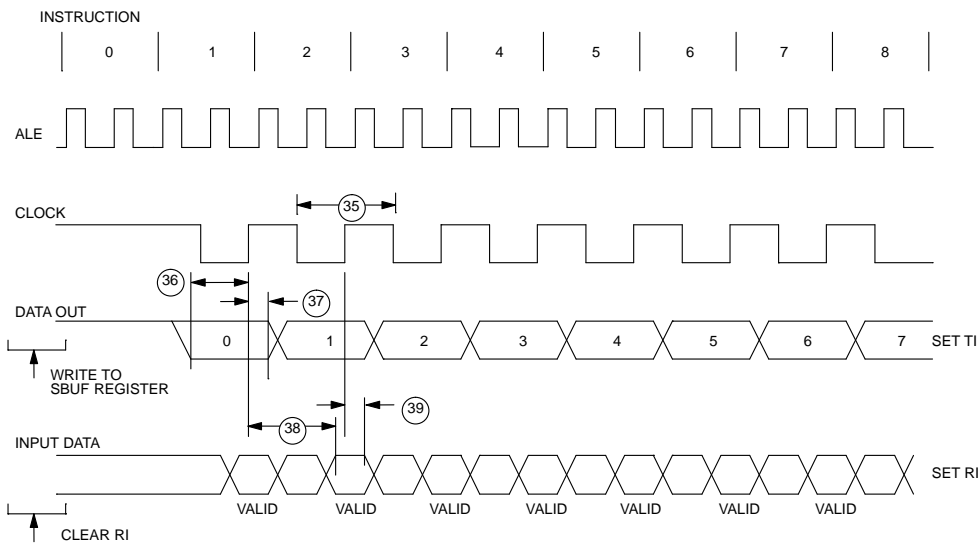 INSTRUCTION
0 1 2 3 4 5 6 7 8
ALE
35
CLOCK
36
37
DATA OUT
0 1 2 3 4 5 6 7
SET TI
WRITE TO
SBUF REGISTER
39
38
INPUT DATA
SET RI
VALID VALID VALID VALID VALID VALID VALID
CLEAR RI